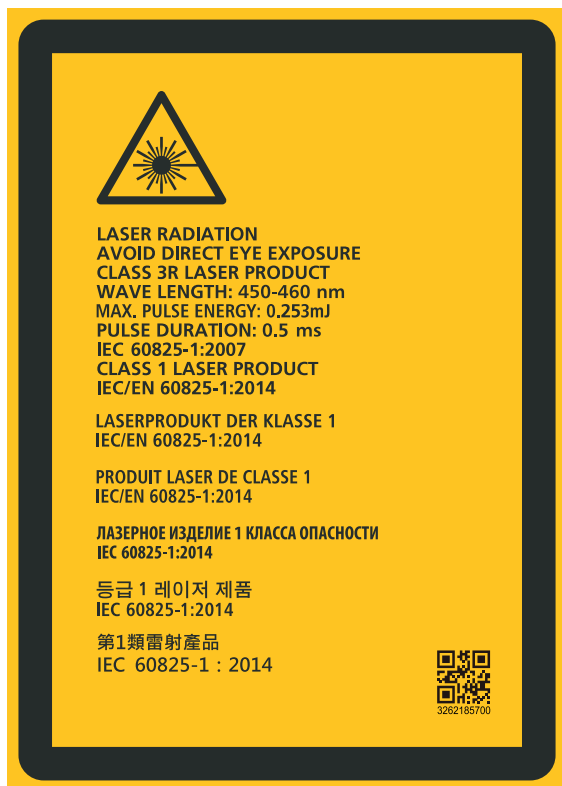 LASER RADIATION
AVOID DIRECT EYE EXPOSURE
CLASS 3R LASER PRODUCT
WAVE LENGTH: 450-460 nm
MAX. PULSE ENERGY: 0.253mJ
PULSE DURATION: 0.5 ms
IEC 60825-1:2007
CLASS 1 LASER PRODUCT
IEC/EN 60825-1:2014
LASERPRODUKT DER KLASSE 1
IEC/EN 60825-1:2014
PRODUIT LASER DE CLASSE 1
IEC/EN 60825-1:2014
ЛАЗЕРНОЕ ИЗДЕЛИЕ 1 КЛАССА ОПАСНОСТИ
IEC 60825-1:2014
등급 1 레이저 제품
IEC 60825-1:2014
第1類雷射產品
IEC 60825-1 : 2014
3262185700